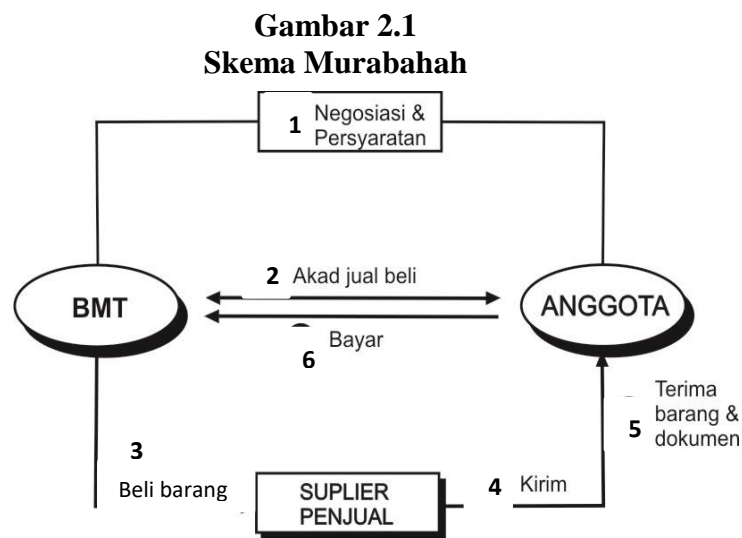 Gambar 2.1
Skema Murabahah
1 Negosiasi &
Persyaratan
2 Akad jual beli
BMT
ANGGOTA
6 Bayar
Terima
5 barang &
dokumen
3
Beli barang
SUPLIER
PENJUAL
4 Kirim